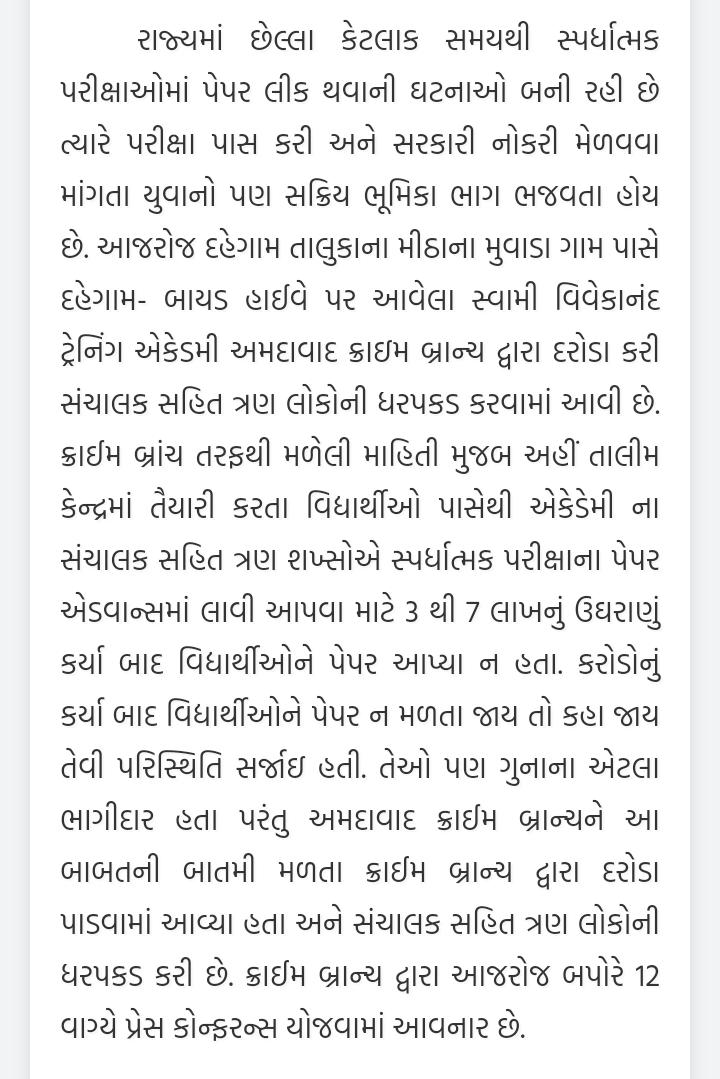 રાજ્યમાં છેલ્લા કેટલાક સમયથી સ્પર્ધાત્મક
પરીક્ષાઓમાં પેપર લીક થવાની ઘટનાઓ બની રહી છે
ત્યારે પરીક્ષા પાસ કરી અને સરકારી નોકરી મેળવવા
માંગતા યુવાનો પણ સક્રિય ભૂમિકા ભાગ ભજવતા હોય
છે. આજરોજ દહેગામ તાલુકાના મીઠાના મુવાડા ગામ પાસે
દહેગામ- બાયડ હાઈવે પર આવેલા સ્વામી વિવેકાનંદ
ટ્રેનિંગ એકેડમી અમદાવાદ ક્રાઇમ બ્રાન્ચ દ્વારા દરોડા કરી
સંચાલક સહિત ત્રણ લોકોની ધરપકડ કરવામાં આવી છે.
ક્રાઈમ બ્રાંચ તરફથી મળેલી માહિતી મુજબ અહીં તાલીમ
કેન્દ્રમાં તૈયારી કરતા વિદ્યાર્થીઓ પાસેથી એકેડેમી ના
સંચાલક સહિત ત્રણ શખ્સોએ સ્પર્ધાત્મક પરીક્ષાના પેપર
એડવાન્સમાં લાવી આપવા માટે 3 થી 7 લાખનું ઉઘરાણું
કર્યા બાદ વિદ્યાર્થીઓને પેપર આપ્યા ન હતા. કરોડોનું
કર્યા બાદ વિદ્યાર્થીઓને પેપર ન મળતા જાય તો કહા જાય
તેવી પરિસ્થિતિ સર્જાઇ હતી. તેઓ પણ ગુનાના એટલા
ભાગીદાર હતા પરંતુ અમદાવાદ ક્રાઈમ બ્રાન્ચને આ
બાબતની બાતમી મળતા ક્રાઈમ બ્રાન્ચ દ્વારા દરોડા
પાડવામાં આવ્યા હતા અને સંચાલક સહિત ત્રણ લોકોની
ધરપકડ કરી છે. ક્રાઈમ બ્રાન્ચ દ્વારા આજરોજ બપોરે 12
વાગ્યે પ્રેસ કોન્ફરન્સ યોજવામાં આવનાર છે.